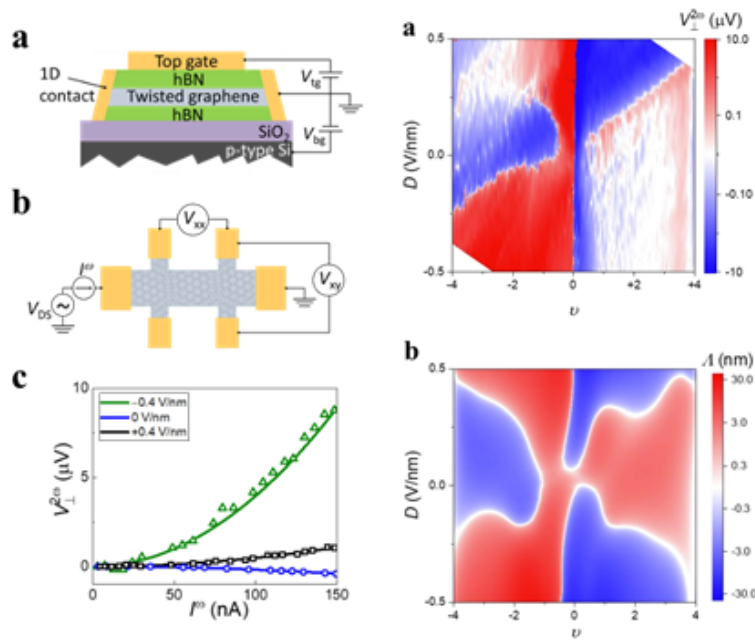 a
Top gate
hBN
1D
contact
Twisted graphene
hBN
SiO₂
p-type Si
Vtg
Vbg
b
Vxx
Vxy
Iω
VDS
~
c
10
5
0
V⊥2ω (μV)
−0.4 V/nm
0 V/nm
+0.4 V/nm
0 50 100 150
Iω (nA)
a
V⊥2ω (μV)
0.5
0.0
-0.5
D (V/nm)
-4 -2 0 +2 +4
υ
10.0
0.1
-0.10
-10
b
Λ (nm)
0.5
0.0
-0.5
D (V/nm)
-4 -2 0 2 4
υ
30.0
3.0
-3.0
-30.0